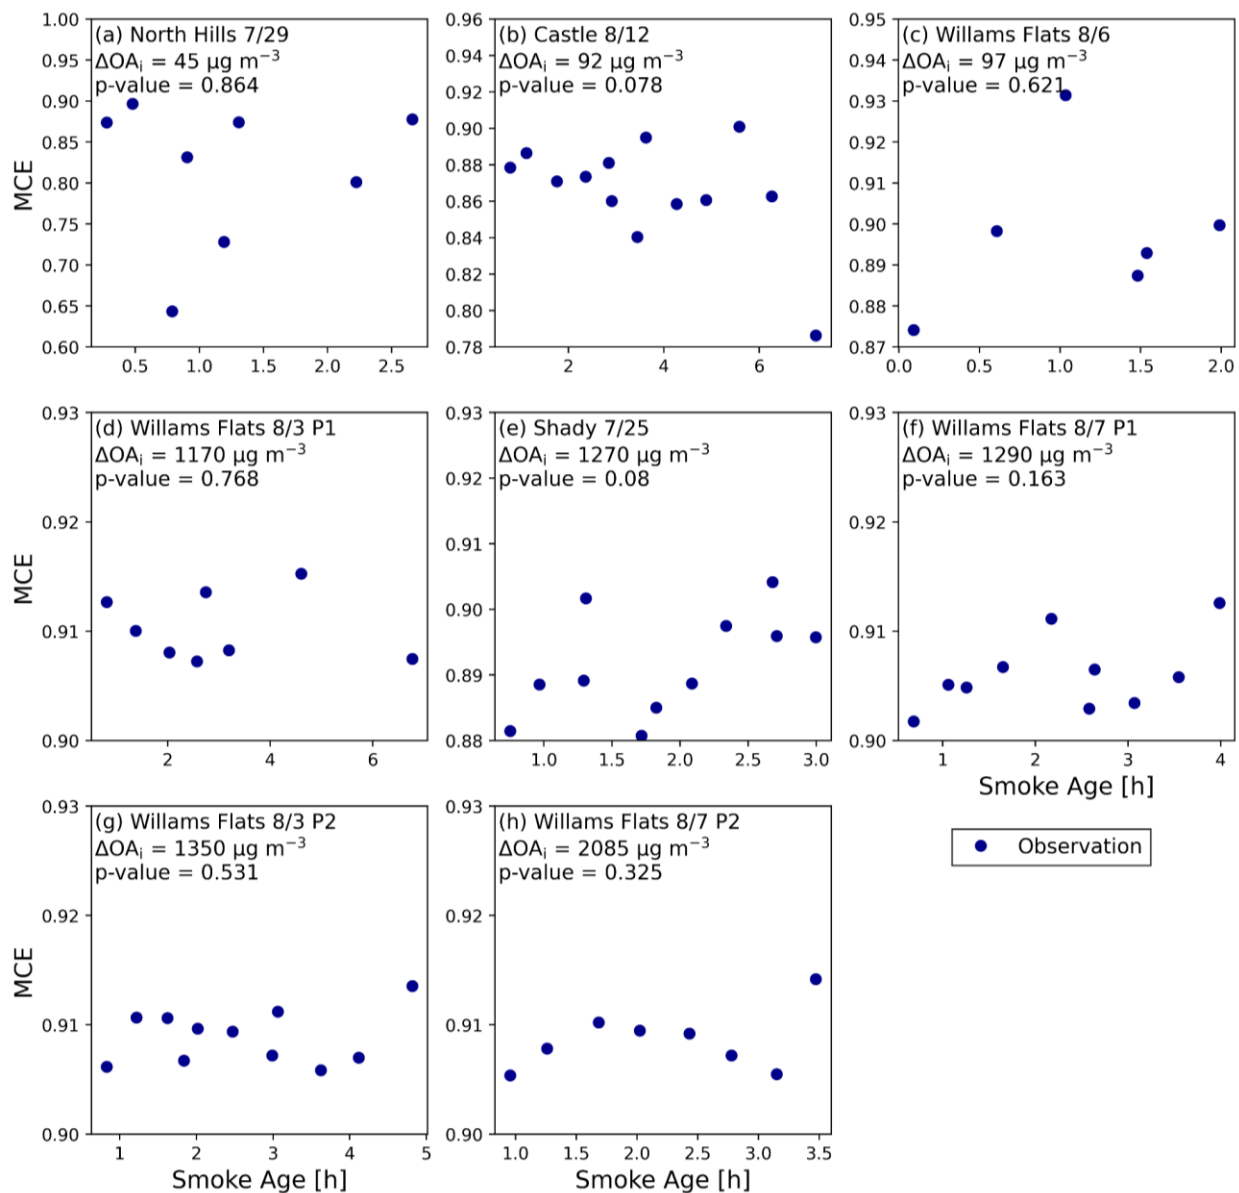 (a) North Hills 7/29
ΔOAᵢ = 45 µg m⁻³
p-value = 0.864
1.00
0.95
0.90
0.85
0.80
0.75
0.70
0.65
0.60
MCE
0.5 1.0 1.5 2.0 2.5
(b) Castle 8/12
ΔOAᵢ = 92 µg m⁻³
p-value = 0.078
0.96
0.94
0.92
0.90
0.88
0.86
0.84
0.82
0.80
0.78
2 4 6
(c) Willams Flats 8/6
ΔOAᵢ = 97 µg m⁻³
p-value = 0.621
0.95
0.94
0.93
0.92
0.91
0.90
0.89
0.88
0.87
0.0 0.5 1.0 1.5 2.0
(d) Willams Flats 8/3 P1
ΔOAᵢ = 1170 µg m⁻³
p-value = 0.768
0.93
0.92
0.91
0.90
MCE
2 4 6
(e) Shady 7/25
ΔOAᵢ = 1270 µg m⁻³
p-value = 0.08
0.93
0.92
0.91
0.90
0.89
0.88
1.0 1.5 2.0 2.5 3.0
(f) Willams Flats 8/7 P1
ΔOAᵢ = 1290 µg m⁻³
p-value = 0.163
0.93
0.92
0.91
0.90
1 2 3 4
Smoke Age [h]
(g) Willams Flats 8/3 P2
ΔOAᵢ = 1350 µg m⁻³
p-value = 0.531
0.93
0.92
0.91
0.90
MCE
1 2 3 4 5
Smoke Age [h]
(h) Willams Flats 8/7 P2
ΔOAᵢ = 2085 µg m⁻³
p-value = 0.325
0.93
0.92
0.91
0.90
1.0 1.5 2.0 2.5 3.0 3.5
Smoke Age [h]
Observation